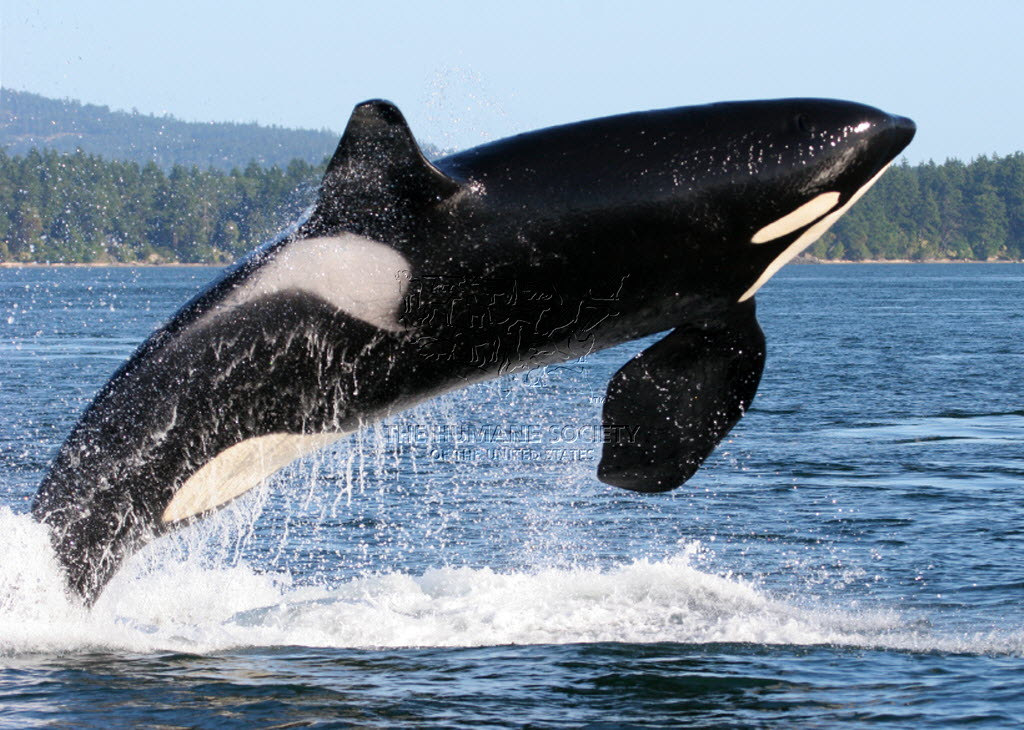 THE HUMANE SOCIETY
OF THE UNITED STATES